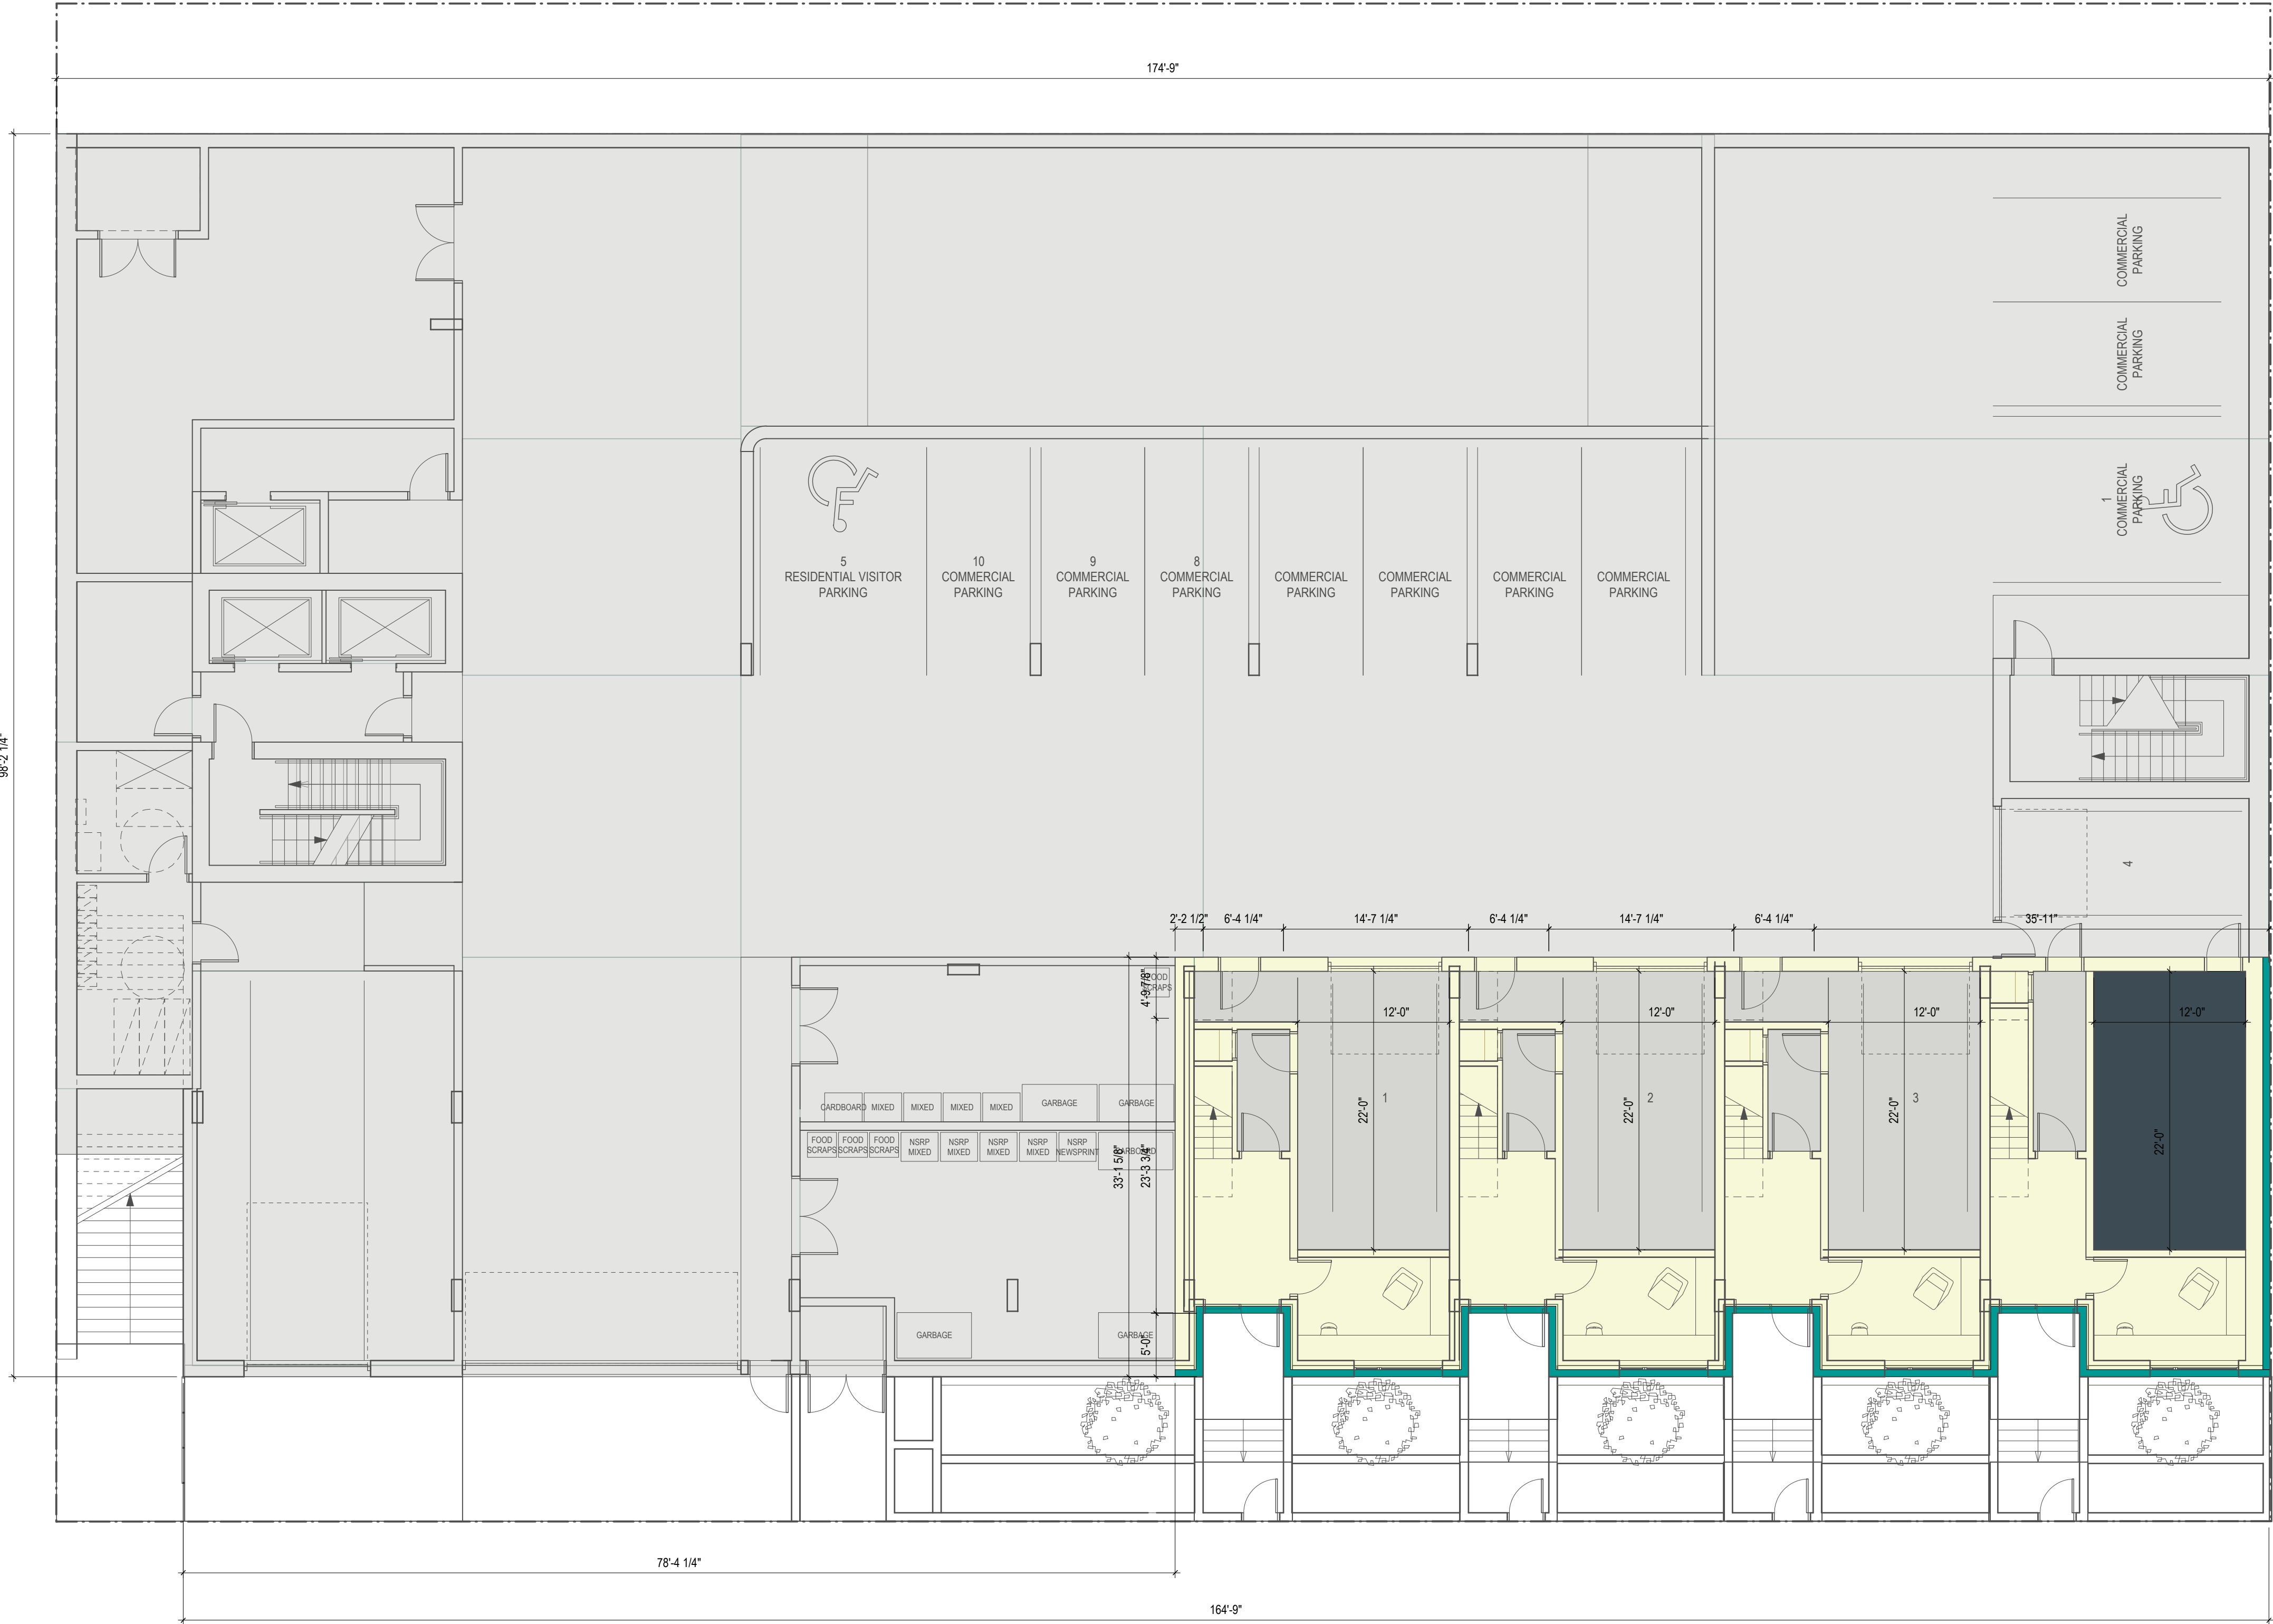 174'-9"
98'-2 1/4"
COMMERCIAL
PARKING
COMMERCIAL
PARKING
1
COMMERCIAL
PARKING
5
RESIDENTIAL VISITOR
PARKING
10
COMMERCIAL
PARKING
9
COMMERCIAL
PARKING
8
COMMERCIAL
PARKING
COMMERCIAL
PARKING
COMMERCIAL
PARKING
COMMERCIAL
PARKING
COMMERCIAL
PARKING
4
2'-2 1/2"
6'-4 1/4"
14'-7 1/4"
6'-4 1/4"
14'-7 1/4"
6'-4 1/4"
35'-11"
FOOD
SCRAPS
4'-9 7/8"
12'-0"
12'-0"
12'-0"
12'-0"
CARDBOARD
MIXED
MIXED
MIXED
MIXED
GARBAGE
GARBAGE
1
22'-0"
2
22'-0"
3
22'-0"
22'-0"
FOOD
SCRAPS
FOOD
SCRAPS
FOOD
SCRAPS
NSRP
MIXED
NSRP
MIXED
NSRP
MIXED
NSRP
MIXED
NSRP
NEWSPRINT
33'-1 5/8"
23'-3 3/4"
GARBAGE
GARBAGE
5'-0"
78'-4 1/4"
164'-9"